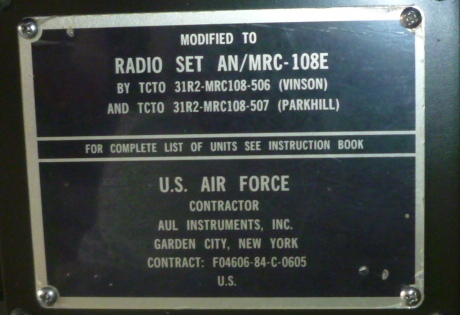 MODIFIED TO
RADIO SET AN/MRC-108E
BY TCTO 31R2-MRC108-506 (VINSON)
AND TCTO 31R2-MRC108-507 (PARKHILL)
FOR COMPLETE LIST OF UNITS SEE INSTRUCTION BOOK
U.S. AIR FORCE
CONTRACTOR
AUL INSTRUMENTS, INC.
GARDEN CITY, NEW YORK
CONTRACT: F04606-84-C-0605
U.S.